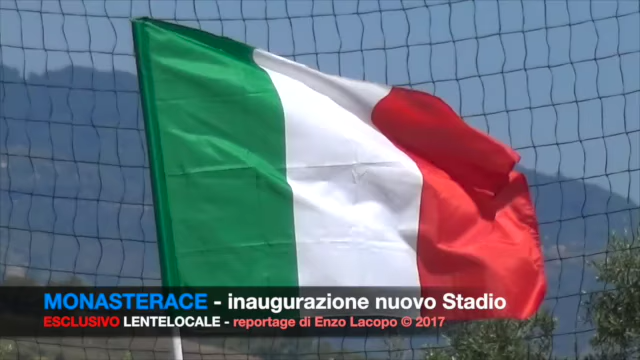 MONASTERACE - inaugurazione nuovo Stadio
ESCLUSIVO LENTELOCALE - reportage di Enzo Lacopo © 2017